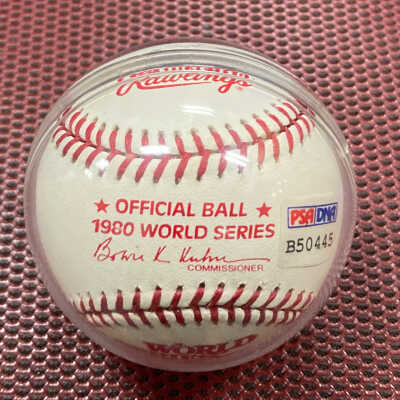 Rawlings
★ OFFICIAL BALL ★
1980 WORLD SERIES
Bowie K Kuhn
COMMISSIONER
PSA DNA
B50445
WORLD